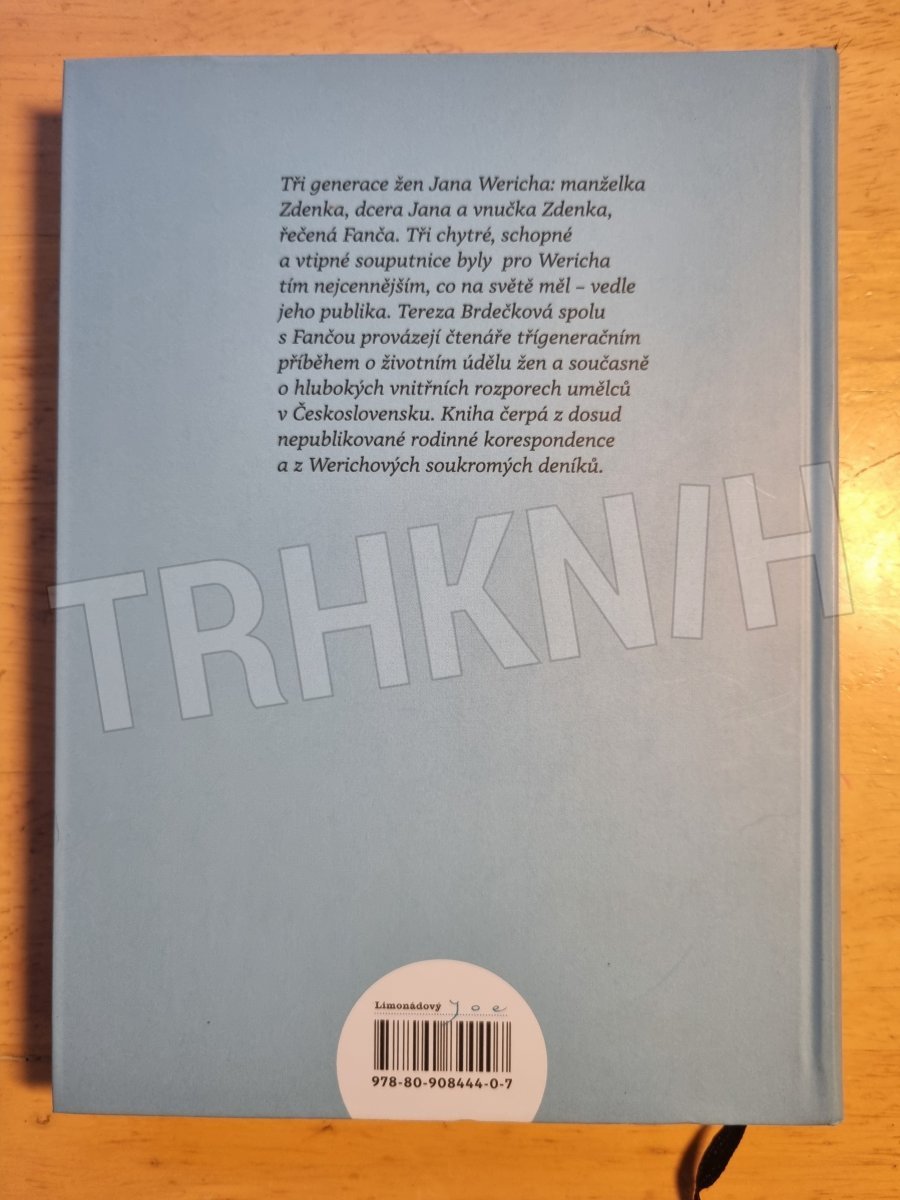 Tři generace žen Jana Wericha: manželka
Zdenka, dcera Jana a vnučka Zdenka,
řečená Fanča. Tři chytré, schopné
a vtipné souputnice byly pro Wericha
tím nejcennějším, co na světě měl – vedle
jeho publika. Tereza Brdečková spolu
s Fančou provázejí čtenáře třígeneračním
příběhem o životním údělu žen a současně
o hlubokých vnitřních rozporech umělců
v Československu. Kniha čerpá z dosud
nepublikované rodinné korespondence
a z Werichových soukromých deníků.
TRHKNIH
Limonádový Joe
978-80-908444-0-7